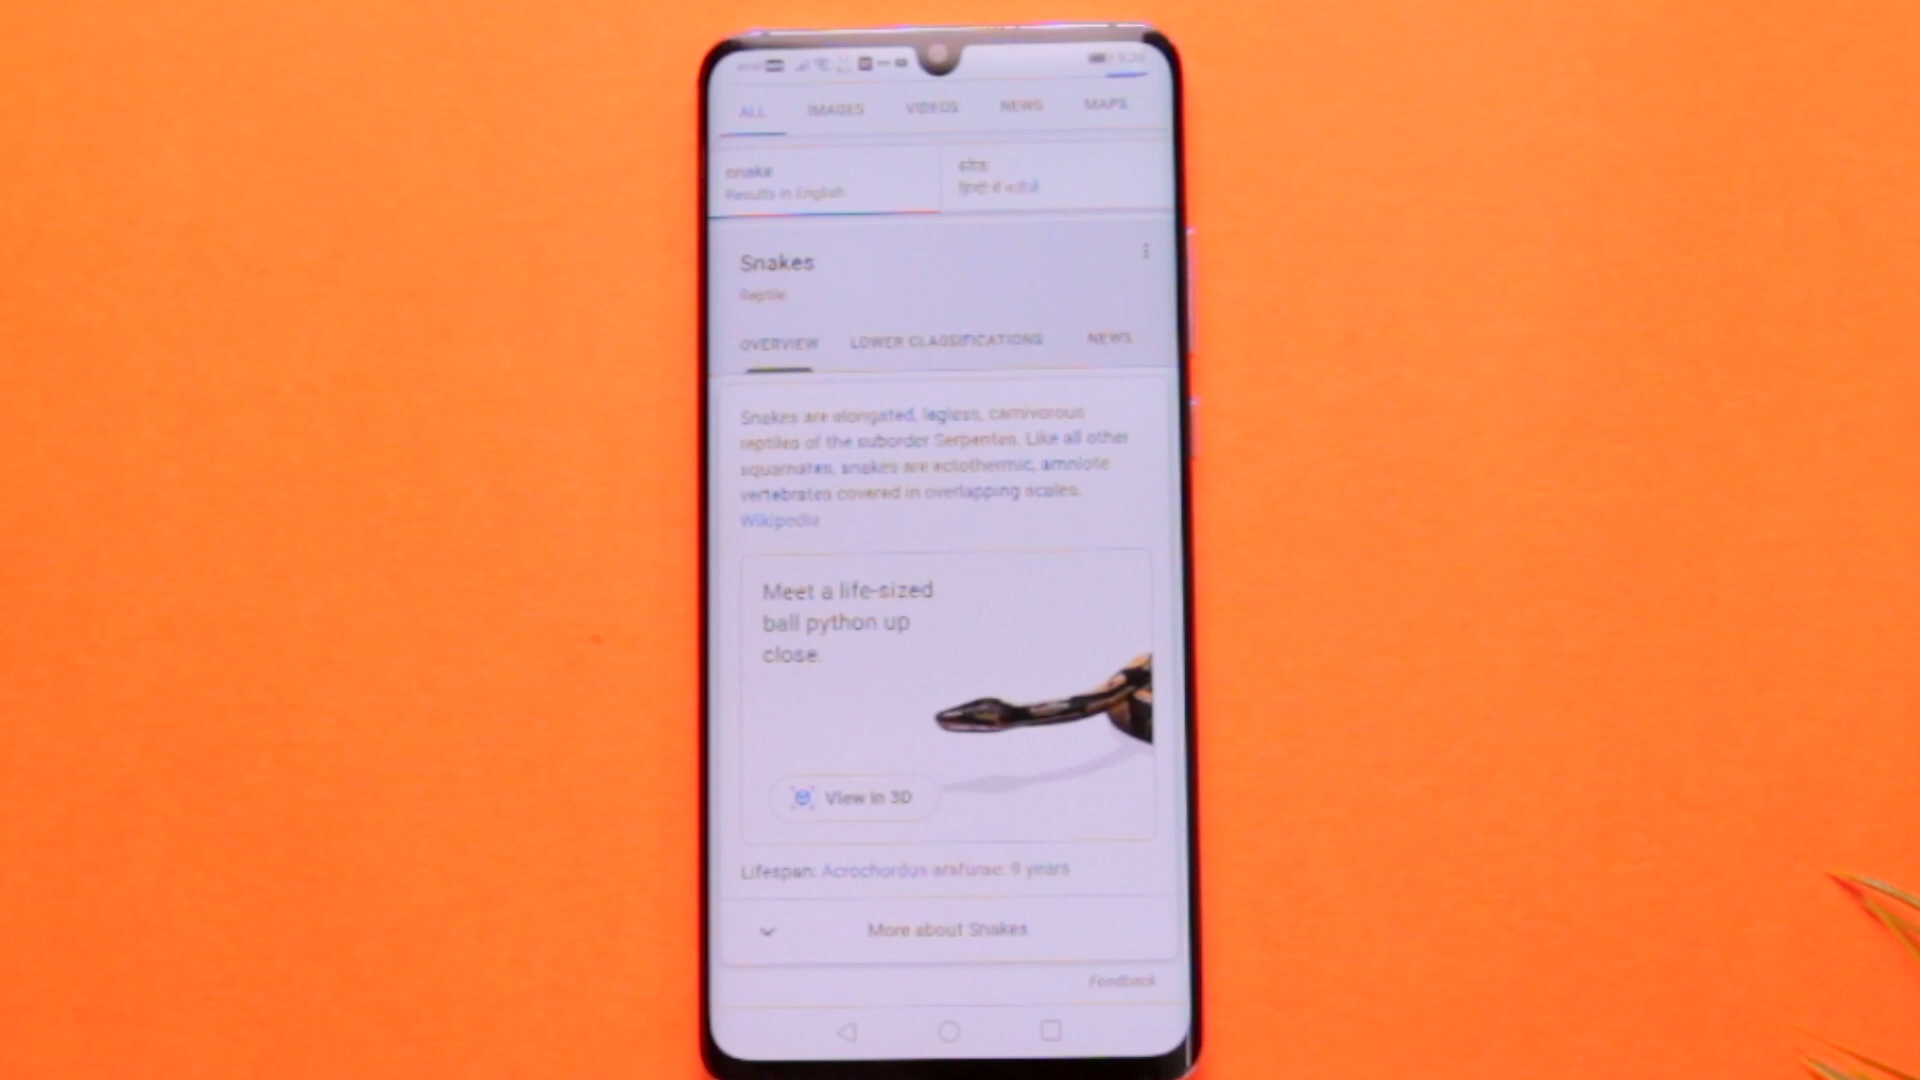 ALL IMAGES VIDEOS NEWS MAPS
snake
Results in English
Snakes
Reptile
OVERVIEW LOWER CLASSIFICATIONS NEWS
Snakes are elongated, legless, carnivorous
reptiles of the suborder Serpentes. Like all other
squamates, snakes are ectothermic, amniote
vertebrates covered in overlapping scales.
Wikipedia
Meet a life-sized
ball python up
close.
View in 3D
Lifespan: Acrochordus arafurae: 9 years
More about Snakes
Feedback